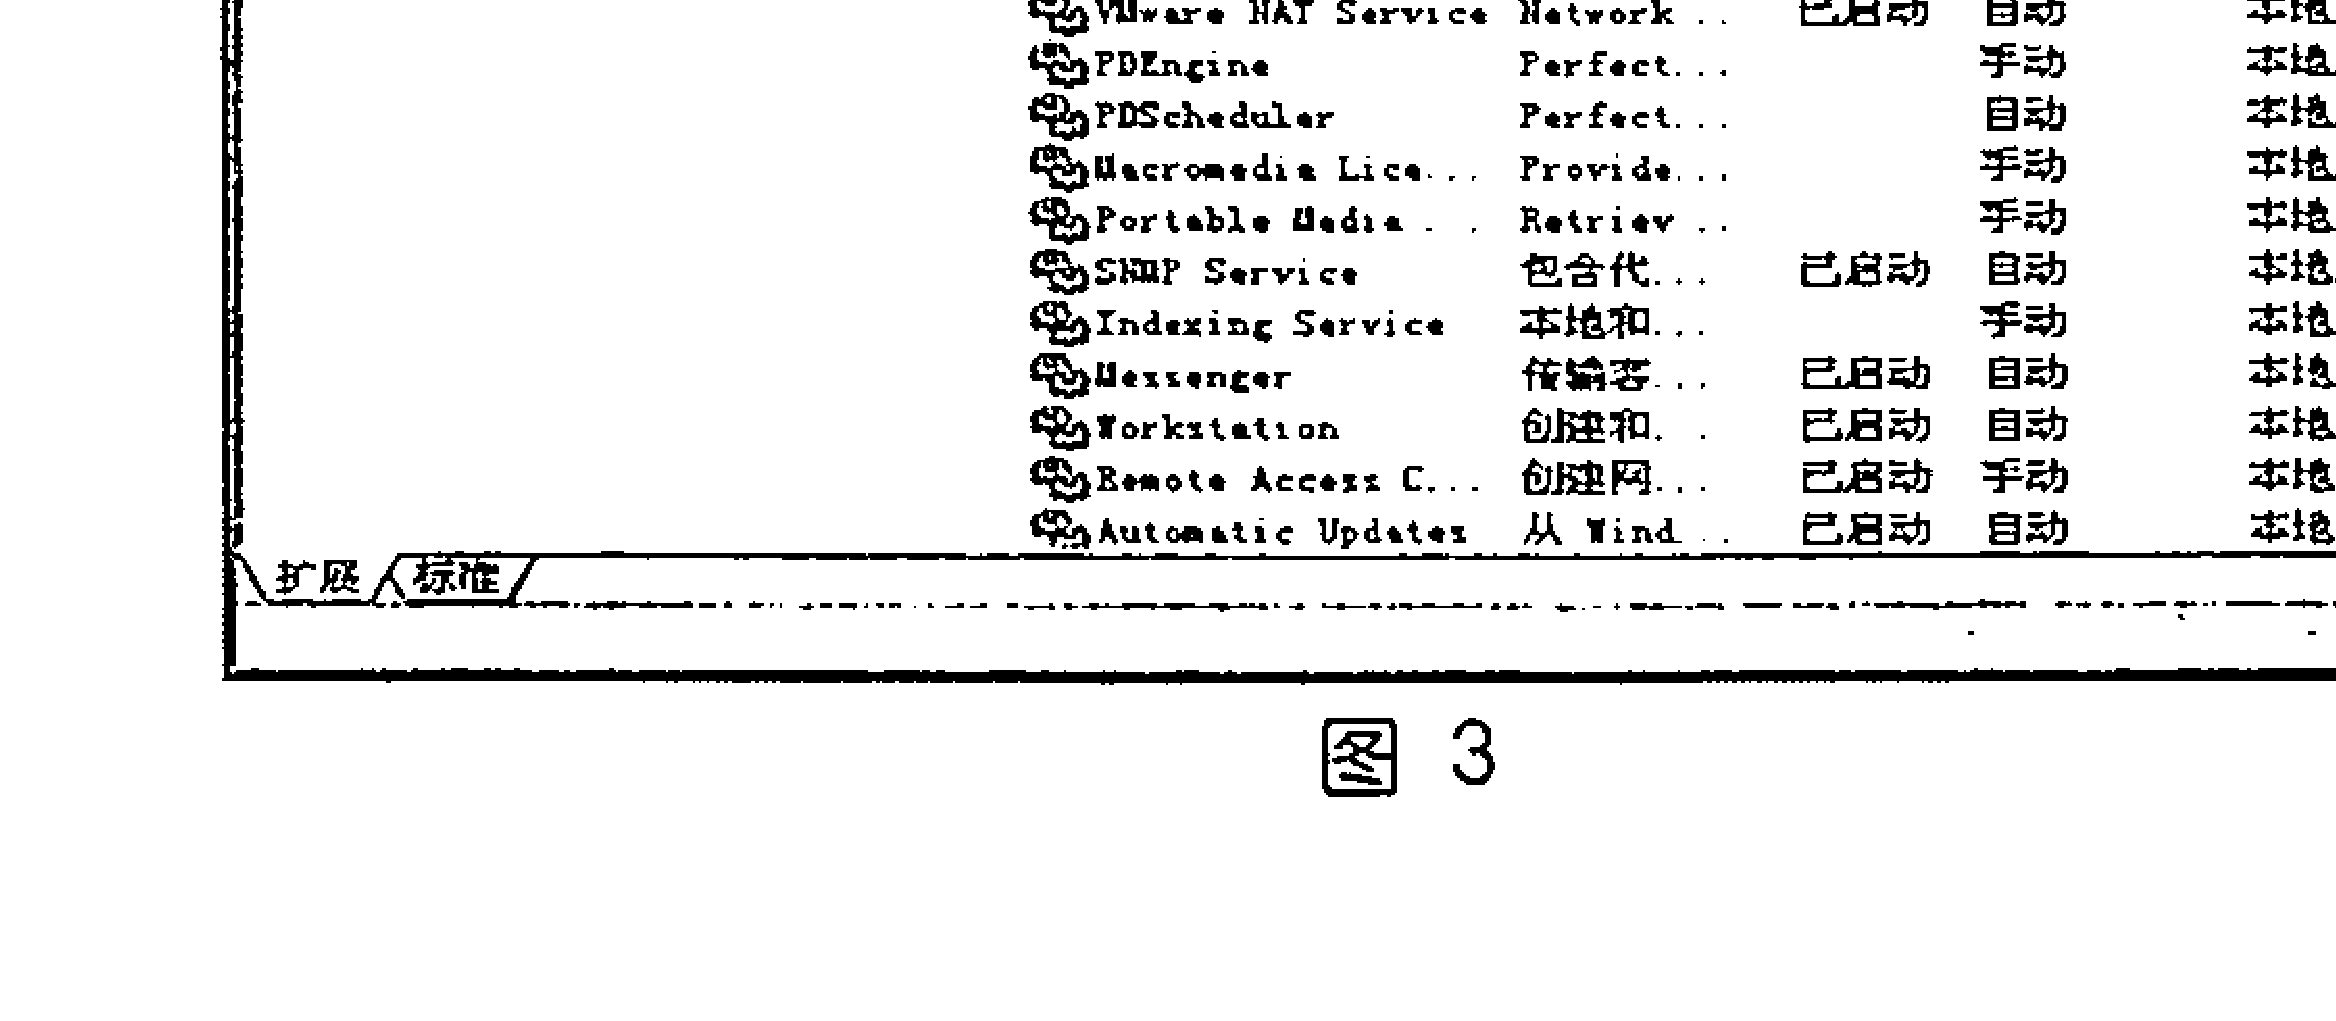 VMware NAT Service Network .. 已启动 自动 本地
PDEngine Perfect... 手动 本地
PDScheduler Perfect... 自动 本地
Macromedia Lice... Provide... 手动 本地
Portable Media . . Retriev .. 手动 本地
SNMP Service 包含代... 已启动 自动 本地
Indexing Service 本地和... 手动 本地
Messenger 传输客... 已启动 自动 本地
Workstation 创建和. . 已启动 自动 本地
Remote Access C... 创建网... 已启动 手动 本地
Automatic Updates 从 Wind .. 已启动 自动 本地
扩展 标准
图 3